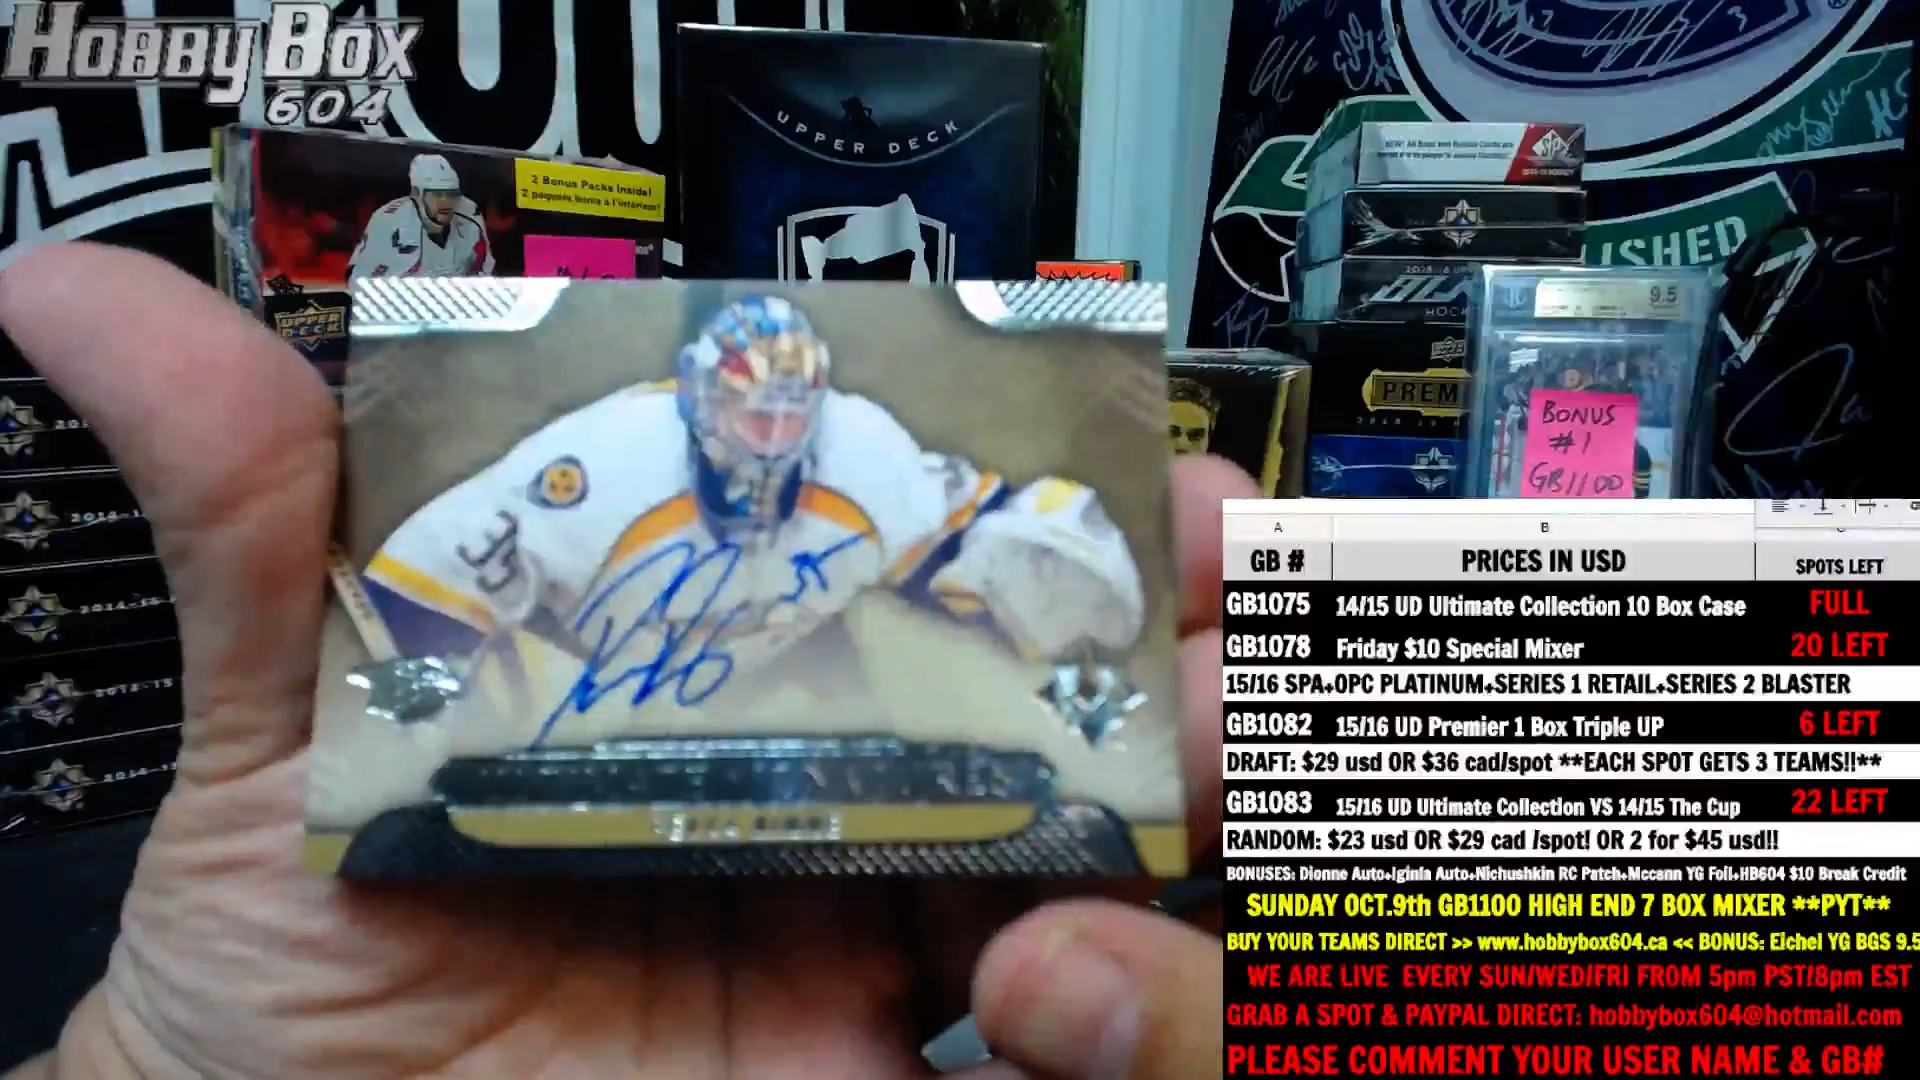 HOBBYBOX
604
UPPER DECK
2 Bonus Packs Inside!
2 paquets bonis à l'intérieur!
UPPER
DECK
ISHED
9.5
HOCK
PREM
BONUS
#1
GB1100
35
35
2014-1
A
B
GB #
PRICES IN USD
SPOTS LEFT
GB1075
14/15 UD Ultimate Collection 10 Box Case
FULL
GB1078
Friday $10 Special Mixer
20 LEFT
15/16 SPA+OPC PLATINUM+SERIES 1 RETAIL+SERIES 2 BLASTER
GB1082
15/16 UD Premier 1 Box Triple UP
6 LEFT
DRAFT: $29 usd OR $36 cad/spot **EACH SPOT GETS 3 TEAMS!!**
GB1083
15/16 UD Ultimate Collection VS 14/15 The Cup
22 LEFT
RANDOM: $23 usd OR $29 cad /spot! OR 2 for $45 usd!!
BONUSES: Dionne Auto+Iginla Auto+Nichushkin RC Patch+Mccann YG Foil+HB604 $10 Break Credit
SUNDAY OCT.9th GB1100 HIGH END 7 BOX MIXER **PYT**
BUY YOUR TEAMS DIRECT >> www.hobbybox604.ca << BONUS: Eichel YG BGS 9.5
WE ARE LIVE EVERY SUN/WED/FRI FROM 5pm PST/8pm EST
GRAB A SPOT & PAYPAL DIRECT: hobbybox604@hotmail.com
PLEASE COMMENT YOUR USER NAME & GB#